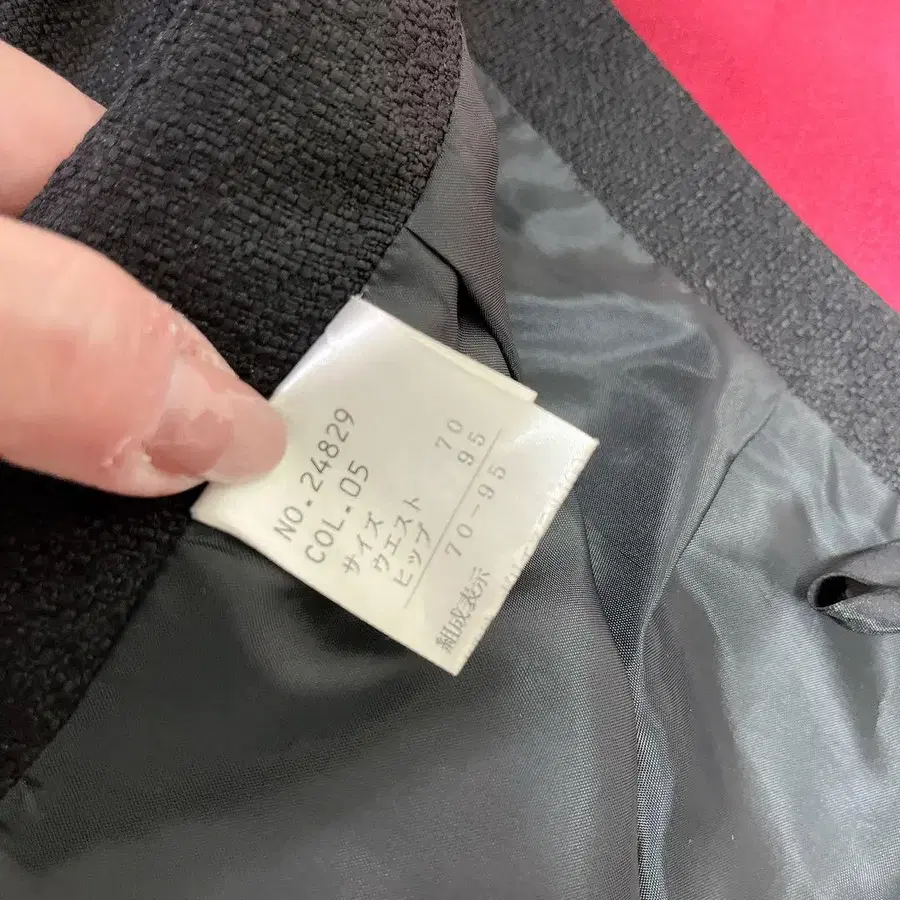 NO. 24829
COL. 05
サイズ
ウエスト 70
ヒップ 95
70-95
組成表示